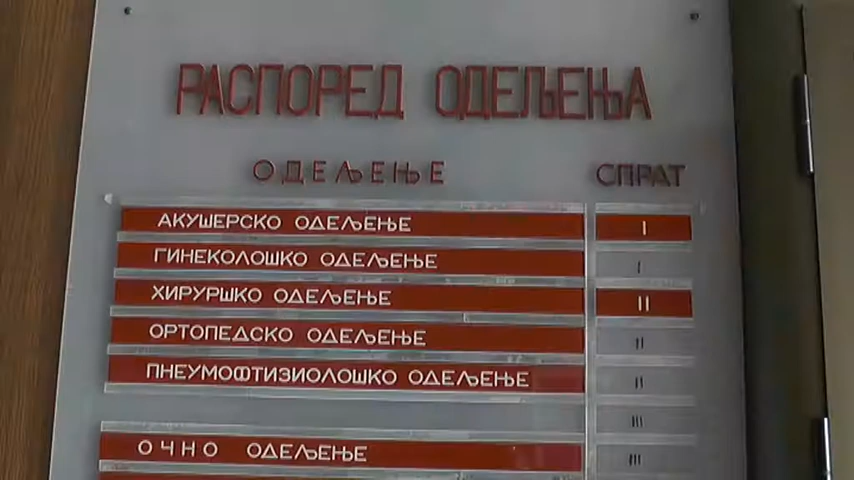 РАСПОРЕД ОДЕЉЕЊА
ОДЕЉЕЊЕ СПРАТ
АКУШЕРСКО ОДЕЉЕЊЕ I
ГИНЕКОЛОШКО ОДЕЉЕЊЕ I
ХИРУРШКО ОДЕЉЕЊЕ II
ОРТОПЕДСКО ОДЕЉЕЊЕ II
ПНЕУМОФТИЗИОЛОШКО ОДЕЉЕЊЕ II
III
ОЧНО ОДЕЉЕЊЕ III